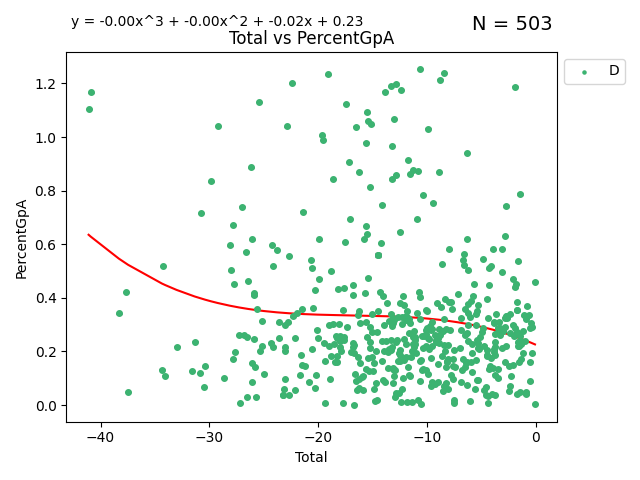 y = -0.00x^3 + -0.00x^2 + -0.02x + 0.23
N = 503
Total vs PercentGpA
D
1.2
1.0
0.8
0.6
0.4
0.2
0.0
PercentGpA
−40 −30 −20 −10 0
Total